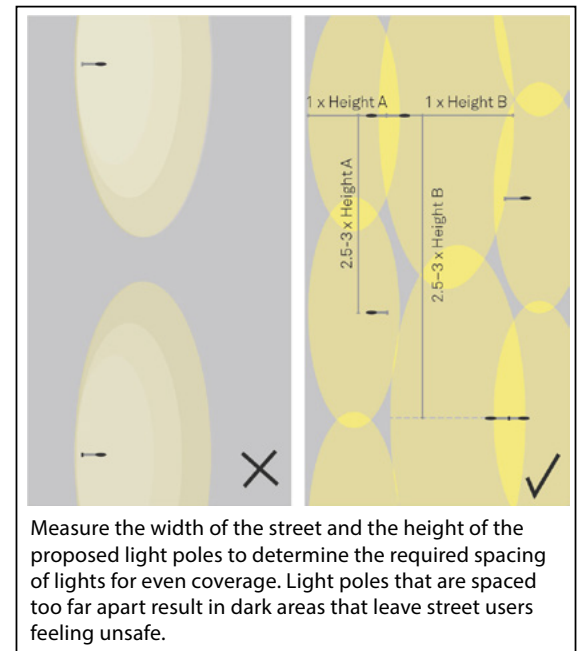 1 x Height A
1 x Height B
2.5-3 x Height A
2.5-3 x Height B
Measure the width of the street and the height of the
proposed light poles to determine the required spacing
of lights for even coverage. Light poles that are spaced
too far apart result in dark areas that leave street users
feeling unsafe.